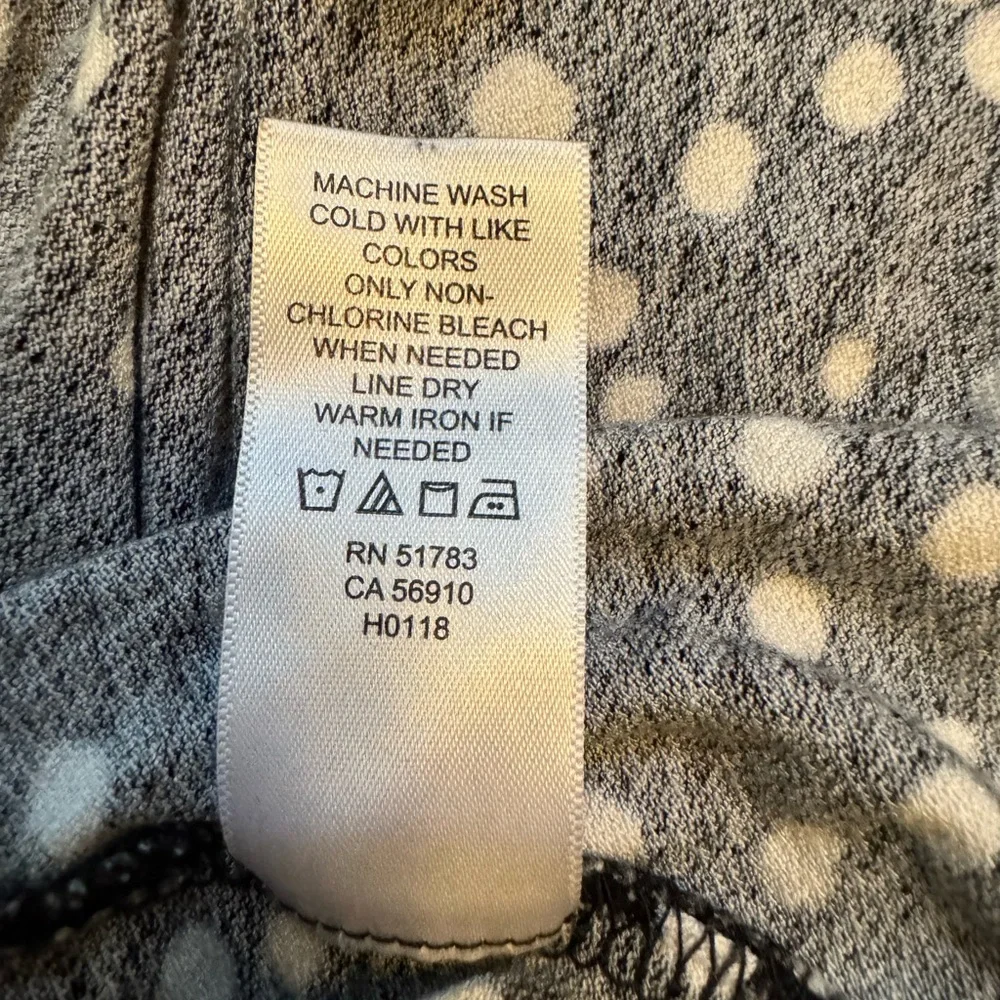 MACHINE WASH
COLD WITH LIKE
COLORS
ONLY NON-
CHLORINE BLEACH
WHEN NEEDED
LINE DRY
WARM IRON IF
NEEDED
RN 51783
CA 56910
H0118